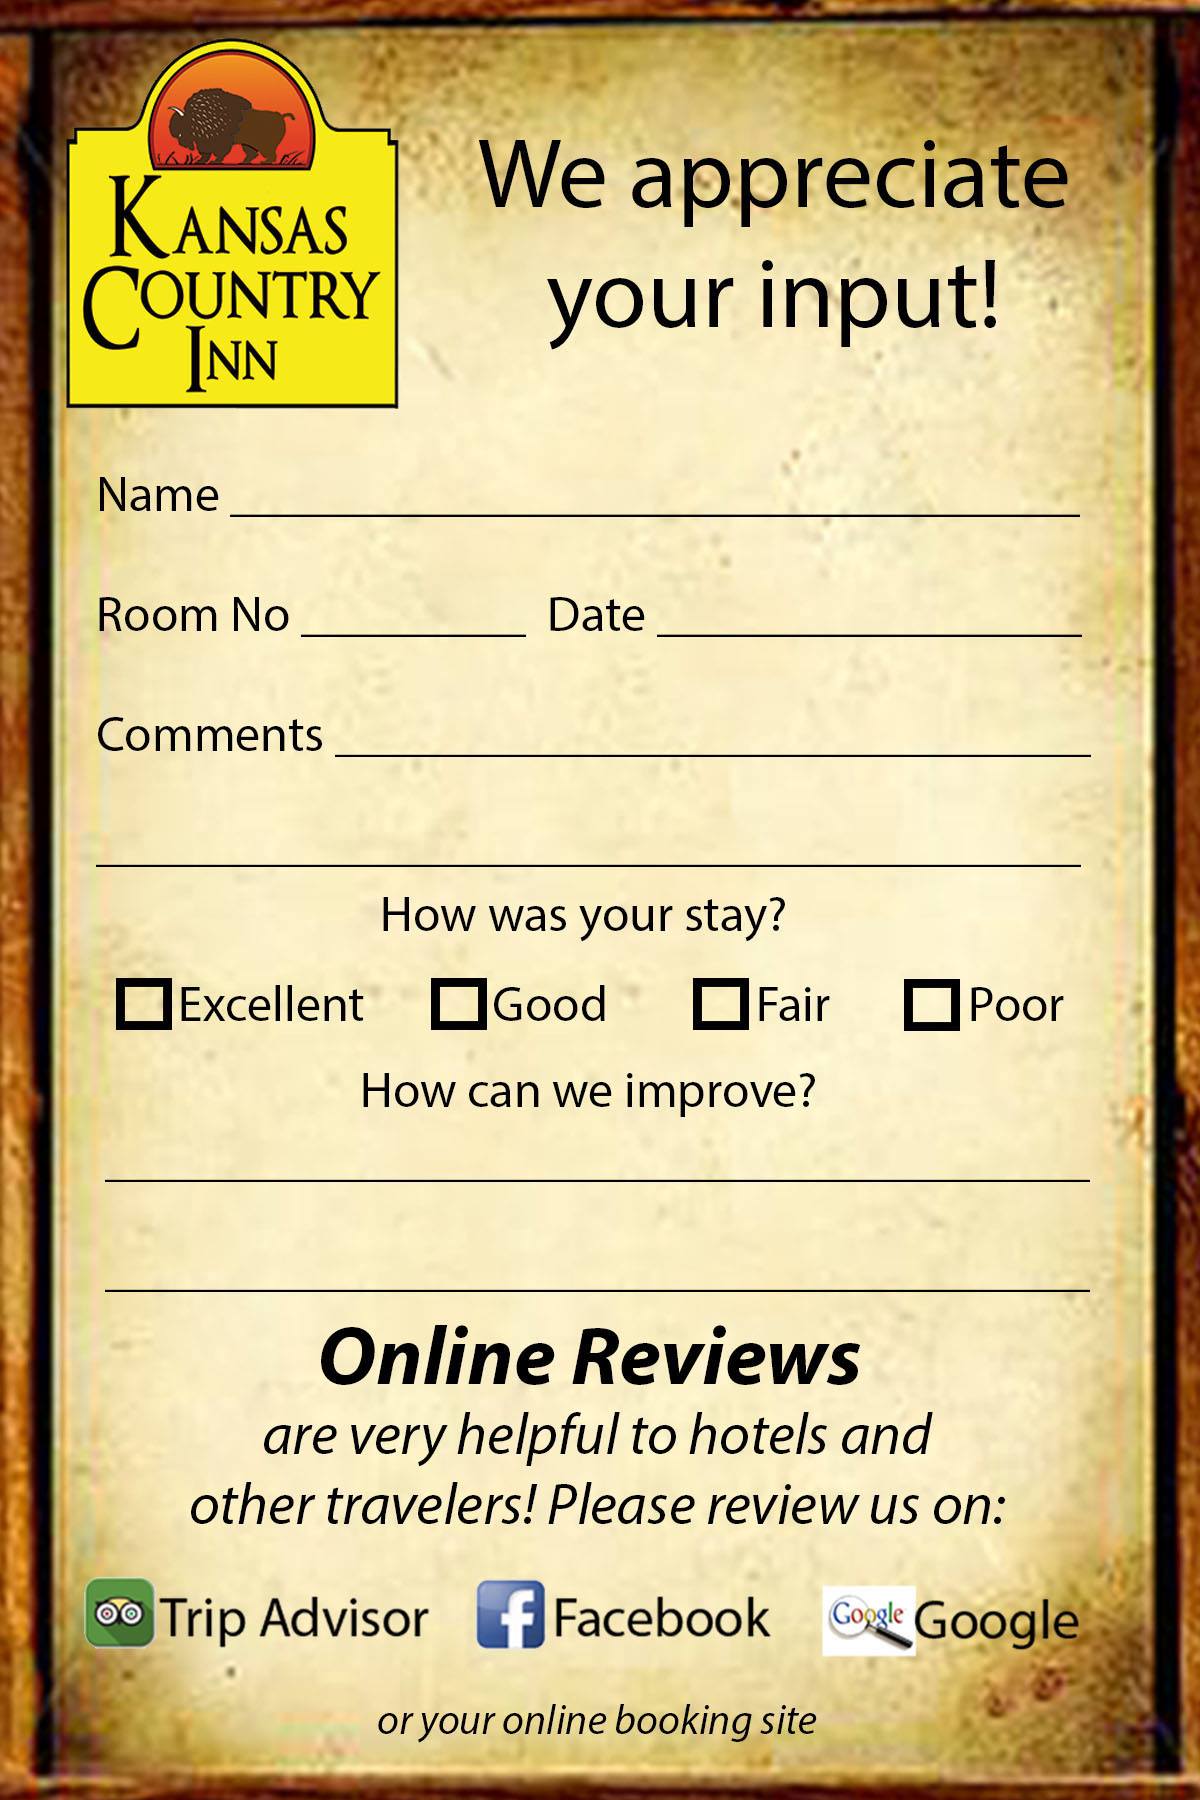 KANSAS
COUNTRY
INN
We appreciate
your input!
Name
Room No Date
Comments
How was your stay?
Excellent Good Fair Poor
How can we improve?
Online Reviews
are very helpful to hotels and
other travelers! Please review us on:
Trip Advisor Facebook Google Google
or your online booking site